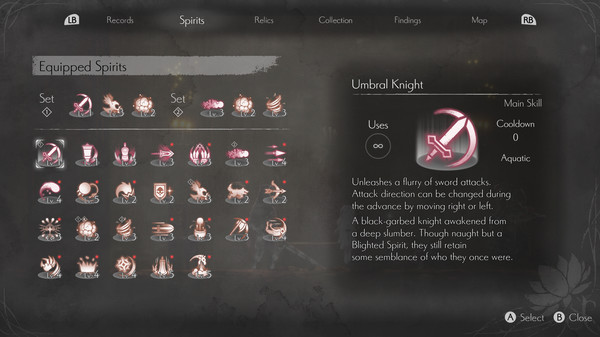 LB Records Spirits Relics Collection Findings Map RB
Equipped Spirits
Set
1
Set
2
Umbral Knight
Main Skill
Uses
∞
Cooldown
0
Aquatic
Unleashes a flurry of sword attacks.
Attack direction can be changed during
the advance by moving right or left.
A black-garbed knight awakened from
a deep slumber. Though naught but a
Blighted Spirit, they still retain
some semblance of who they once were.
A Select B Close